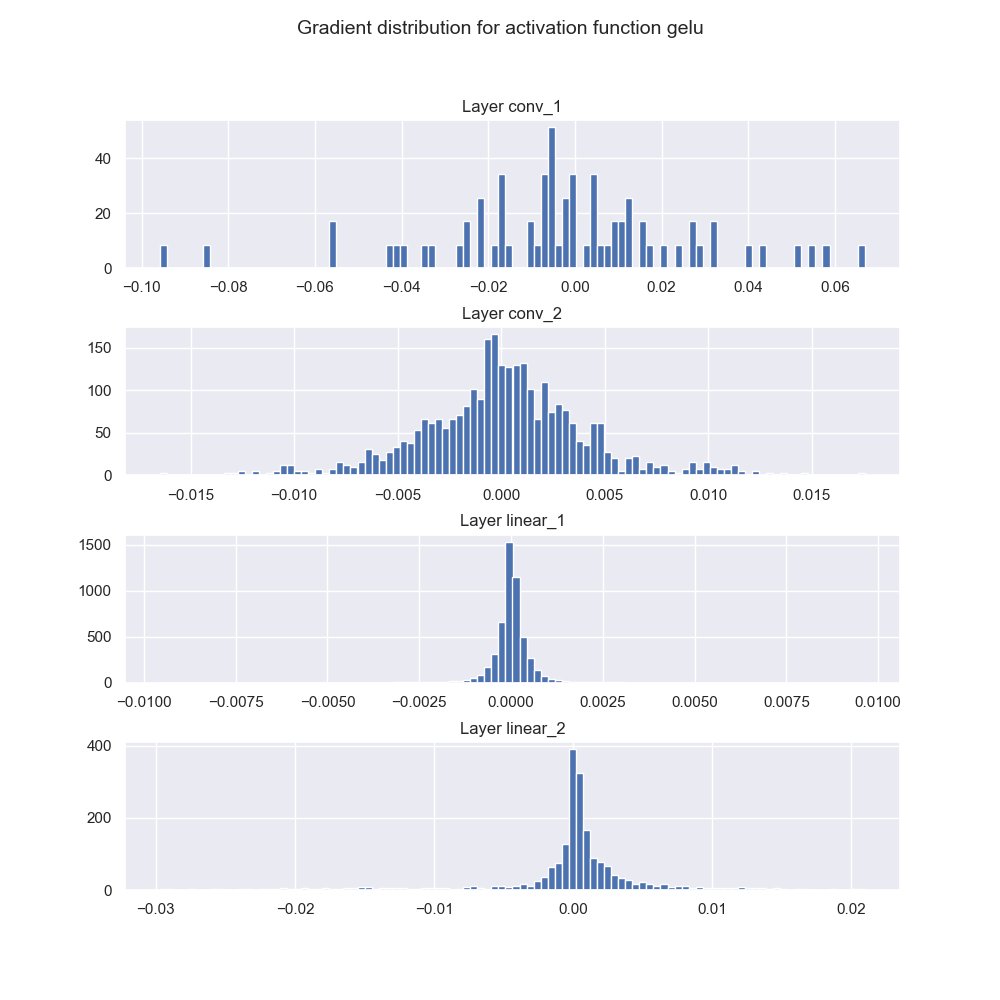 Gradient distribution for activation function gelu
Layer conv_1
40
20
0
−0.10 −0.08 −0.06 −0.04 −0.02 0.00 0.02 0.04 0.06
Layer conv_2
150
100
50
0
−0.015 −0.010 −0.005 0.000 0.005 0.010 0.015
Layer linear_1
1500
1000
500
0
−0.0100 −0.0075 −0.0050 −0.0025 0.0000 0.0025 0.0050 0.0075 0.0100
Layer linear_2
400
200
0
−0.03 −0.02 −0.01 0.00 0.01 0.02